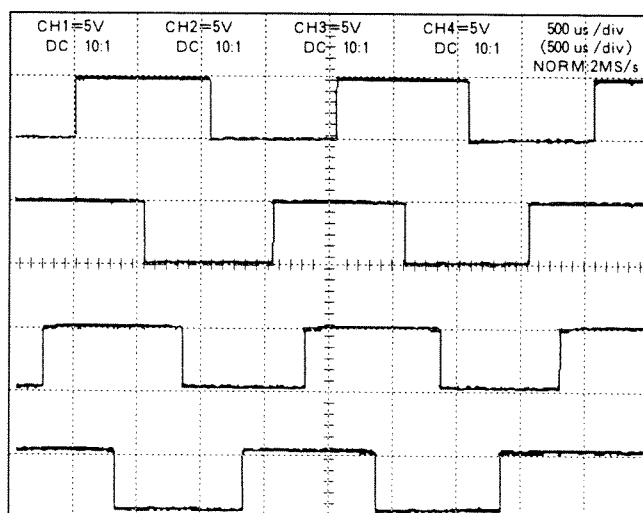 CH1=5V CH2=5V CH3=5V CH4=5V 500 us/div
DC 10:1 DC 10:1 DC 10:1 DC 10:1 (500 us/div)
NORM:2MS/s